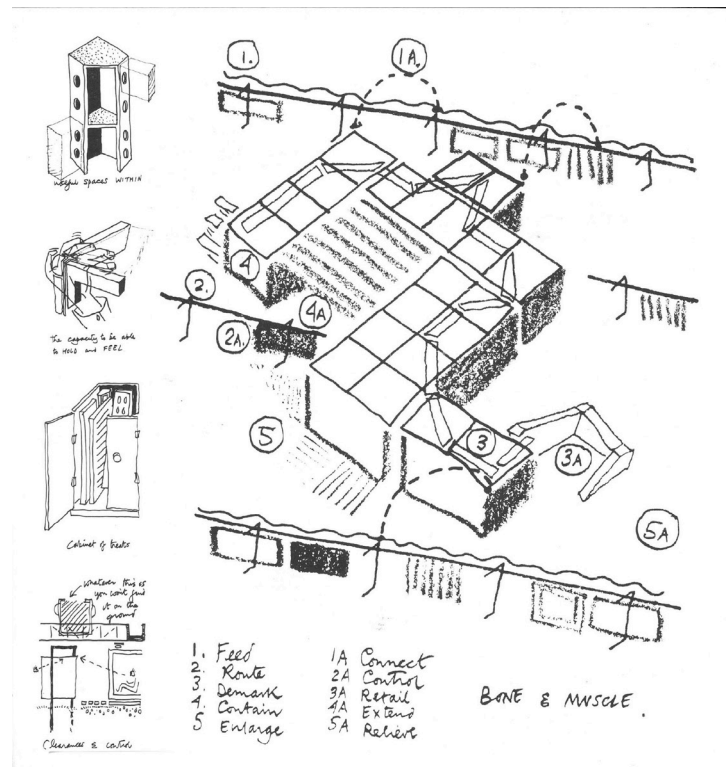 1.
1A.
useful spaces WITHIN
4
2.
4A
The capacity to be able
to HOLD and FEEL
2A.
5
3
3A
Cabinet of treats
5A
whatever this is
you won't find
it on the
ground
1. Feed
2. Route
3. Demark
4. Contain
5 Enlarge
1A Connect
2A Control
3A Retail
4A Extend
5A Relieve
BONE & MUSCLE.
Clearances & control